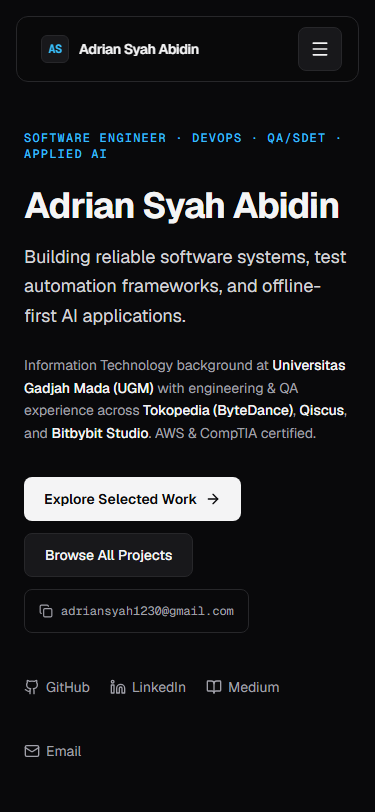 AS Adrian Syah Abidin
SOFTWARE ENGINEER · DEVOPS · QA/SDET ·
APPLIED AI
Adrian Syah Abidin
Building reliable software systems, test
automation frameworks, and offline-
first AI applications.
Information Technology background at Universitas
Gadjah Mada (UGM) with engineering & QA
experience across Tokopedia (ByteDance), Qiscus,
and Bitbybit Studio. AWS & CompTIA certified.
Explore Selected Work →
Browse All Projects
adriansyah1230@gmail.com
GitHub LinkedIn Medium
Email